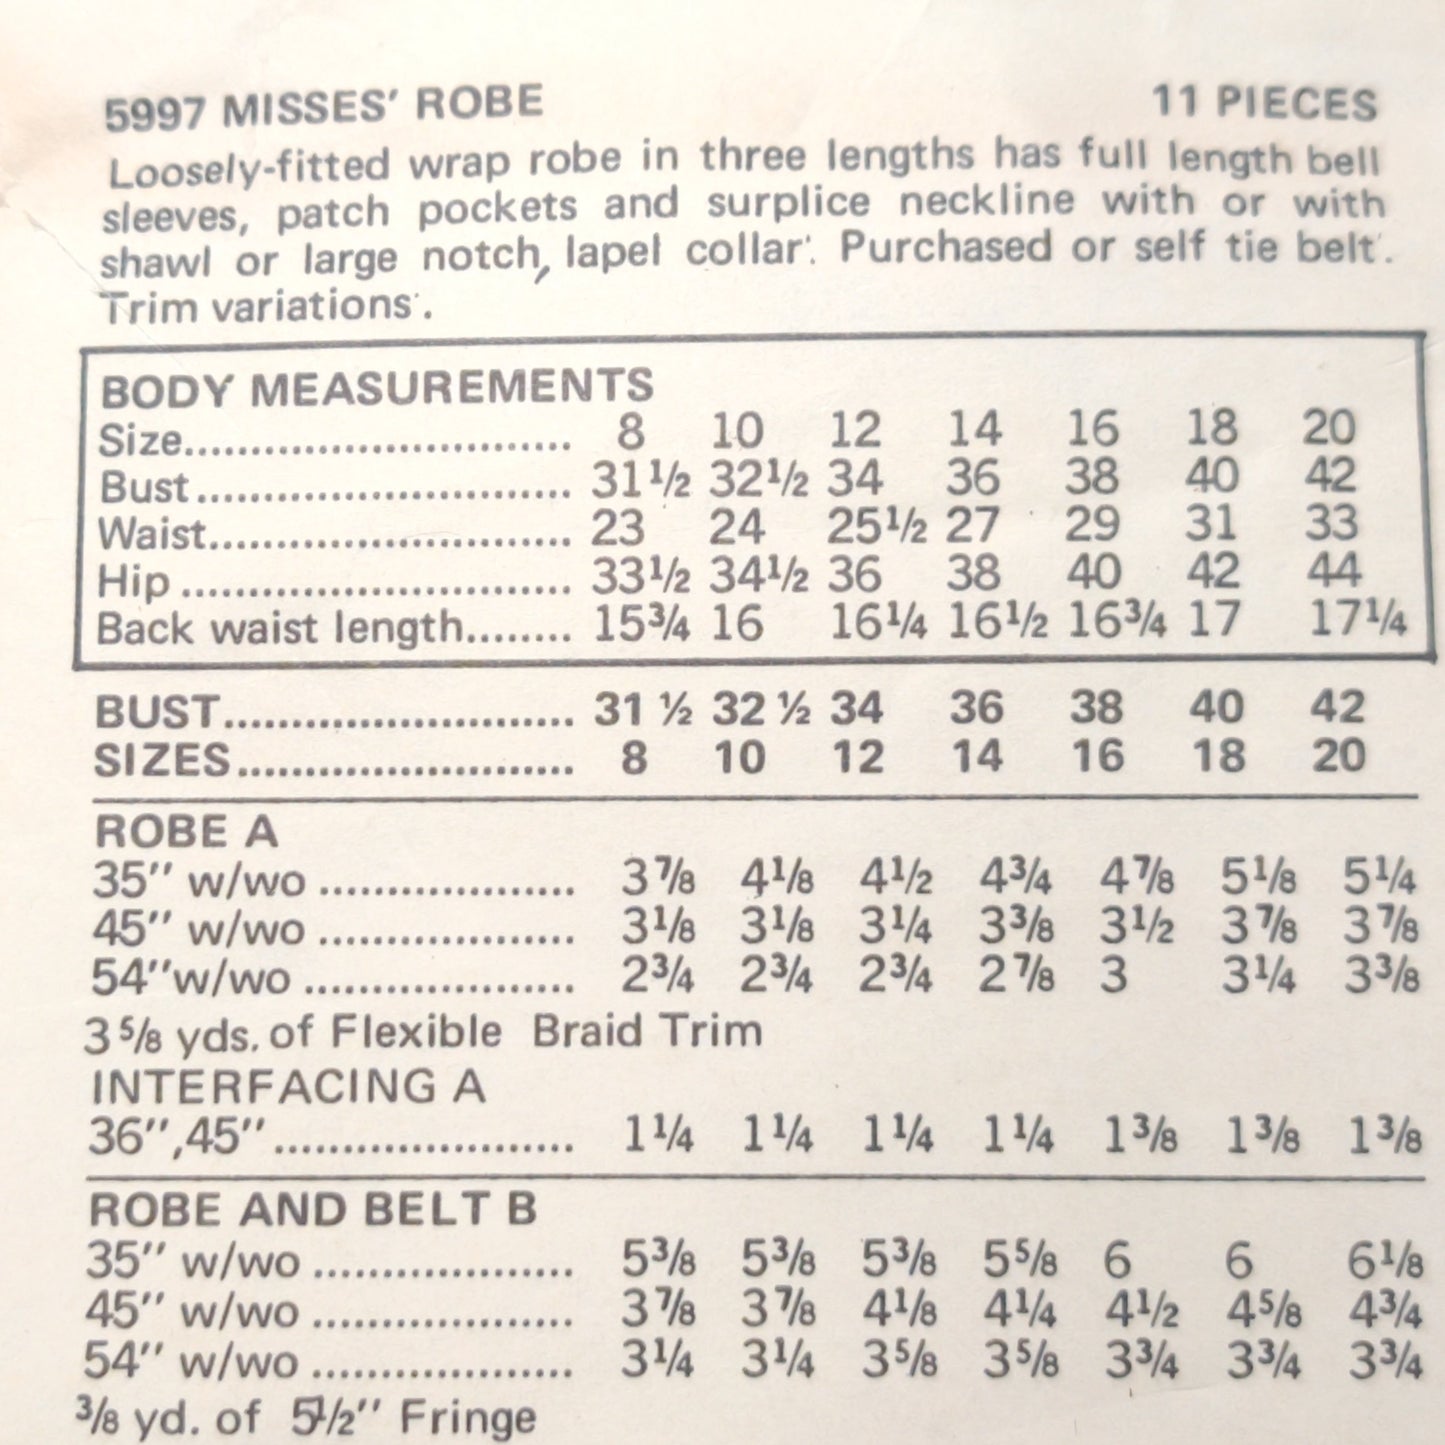 5997 MISSES' ROBE 11 PIECES
Loosely-fitted wrap robe in three lengths has full length bell
sleeves, patch pockets and surplice neckline with or with
shawl or large notch, lapel collar. Purchased or self tie belt.
Trim variations.
BODY MEASUREMENTS
Size.............................. 8 10 12 14 16 18 20
Bust............................. 31½ 32½ 34 36 38 40 42
Waist............................ 23 24 25½ 27 29 31 33
Hip .............................. 33½ 34½ 36 38 40 42 44
Back waist length........ 15¾ 16 16¼ 16½ 16¾ 17 17¼
BUST........................... 31 ½ 32 ½ 34 36 38 40 42
SIZES.......................... 8 10 12 14 16 18 20
ROBE A
35" w/wo ................... 3⅞ 4⅛ 4½ 4¾ 4⅞ 5⅛ 5¼
45" w/wo ................... 3⅛ 3⅛ 3¼ 3⅜ 3½ 3⅞ 3⅞
54"w/wo .................... 2¾ 2¾ 2¾ 2⅞ 3 3¼ 3⅜
3 ⅝ yds. of Flexible Braid Trim
INTERFACING A
36",45"...................... 1¼ 1¼ 1¼ 1¼ 1⅜ 1⅜ 1⅜
ROBE AND BELT B
35" w/wo ................... 5⅜ 5⅜ 5⅜ 5⅝ 6 6 6⅛
45" w/wo ................... 3⅞ 3⅞ 4⅛ 4¼ 4½ 4⅝ 4¾
54" w/wo ................... 3¼ 3¼ 3⅝ 3⅝ 3¾ 3¾ 3¾
⅜ yd. of 5½" Fringe